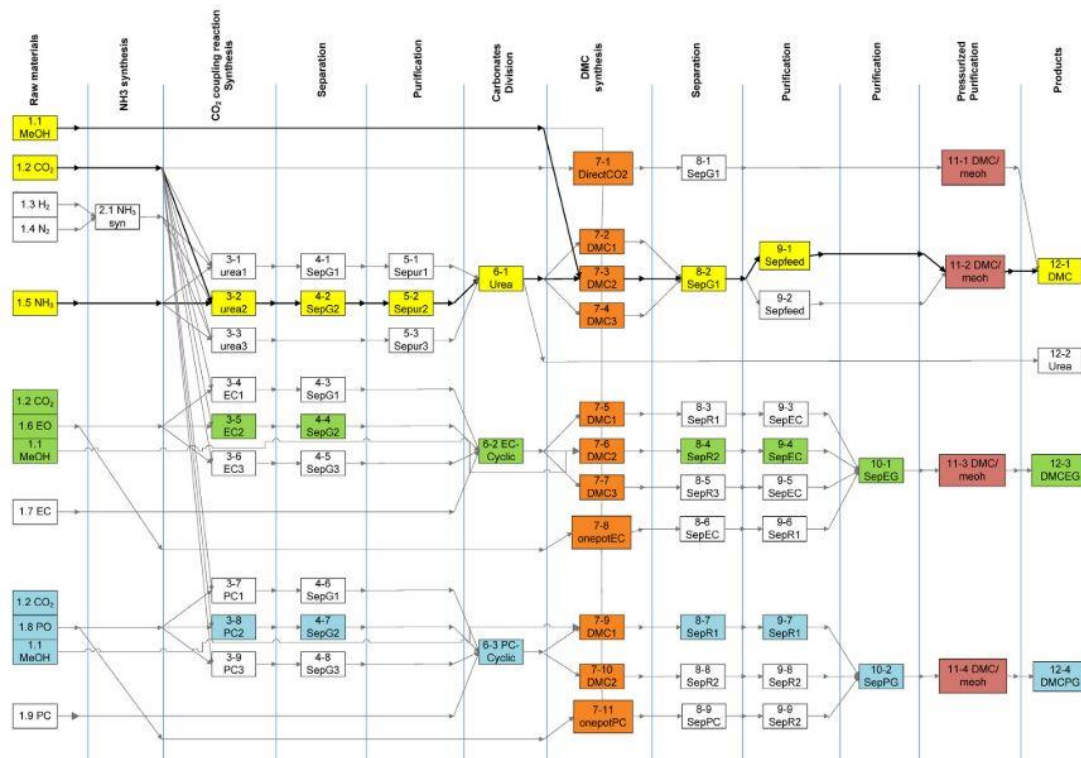 Raw materials
NH3 synthesis
CO₂ coupling reaction
Synthesis
Separation
Purification
Carbonates
Division
DMC
synthesis
Separation
Purification
Purification
Pressurized
Purification
Products
1.1
MeOH
1.2 CO₂
1.3 H₂
1.4 N₂
2.1 NH₃
syn
1.5 NH₃
1.2 CO₂
1.6 EO
1.1
MeOH
1.7 EC
1.2 CO₂
1.8 PO
1.1
MeOH
1.9 PC
3-1
urea1
3-2
urea2
3-3
urea3
3-4
EC1
3-5
EC2
3-6
EC3
3-7
PC1
3-8
PC2
3-9
PC3
4-1
SepG1
4-2
SepG2
4-3
SepG1
4-4
SepG2
4-5
SepG3
4-6
SepG1
4-7
SepG2
4-8
SepG3
5-1
Sepur1
5-2
Sepur2
5-3
Sepur3
6-1
Urea
6-2 EC-
Cyclic
6-3 PC-
Cyclic
7-1
DirectCO2
7-2
DMC1
7-3
DMC2
7-4
DMC3
7-5
DMC1
7-6
DMC2
7-7
DMC3
7-8
onepotEC
7-9
DMC1
7-10
DMC2
7-11
onepotPC
8-1
SepG1
8-2
SepG1
8-3
SepR1
8-4
SepR2
8-5
SepR3
8-6
SepEC
8-7
SepR1
8-8
SepR2
8-9
SepPC
9-1
Sepfeed
9-2
Sepfeed
9-3
SepEC
9-4
SepEC
9-5
SepEC
9-6
SepR1
9-7
SepR1
9-8
SepR2
9-9
SepR2
10-1
SepEG
10-2
SepPG
11-1 DMC/
meoh
11-2 DMC/
meoh
11-3 DMC/
meoh
11-4 DMC/
meoh
12-1
DMC
12-2
Urea
12-3
DMCEG
12-4
DMCPG